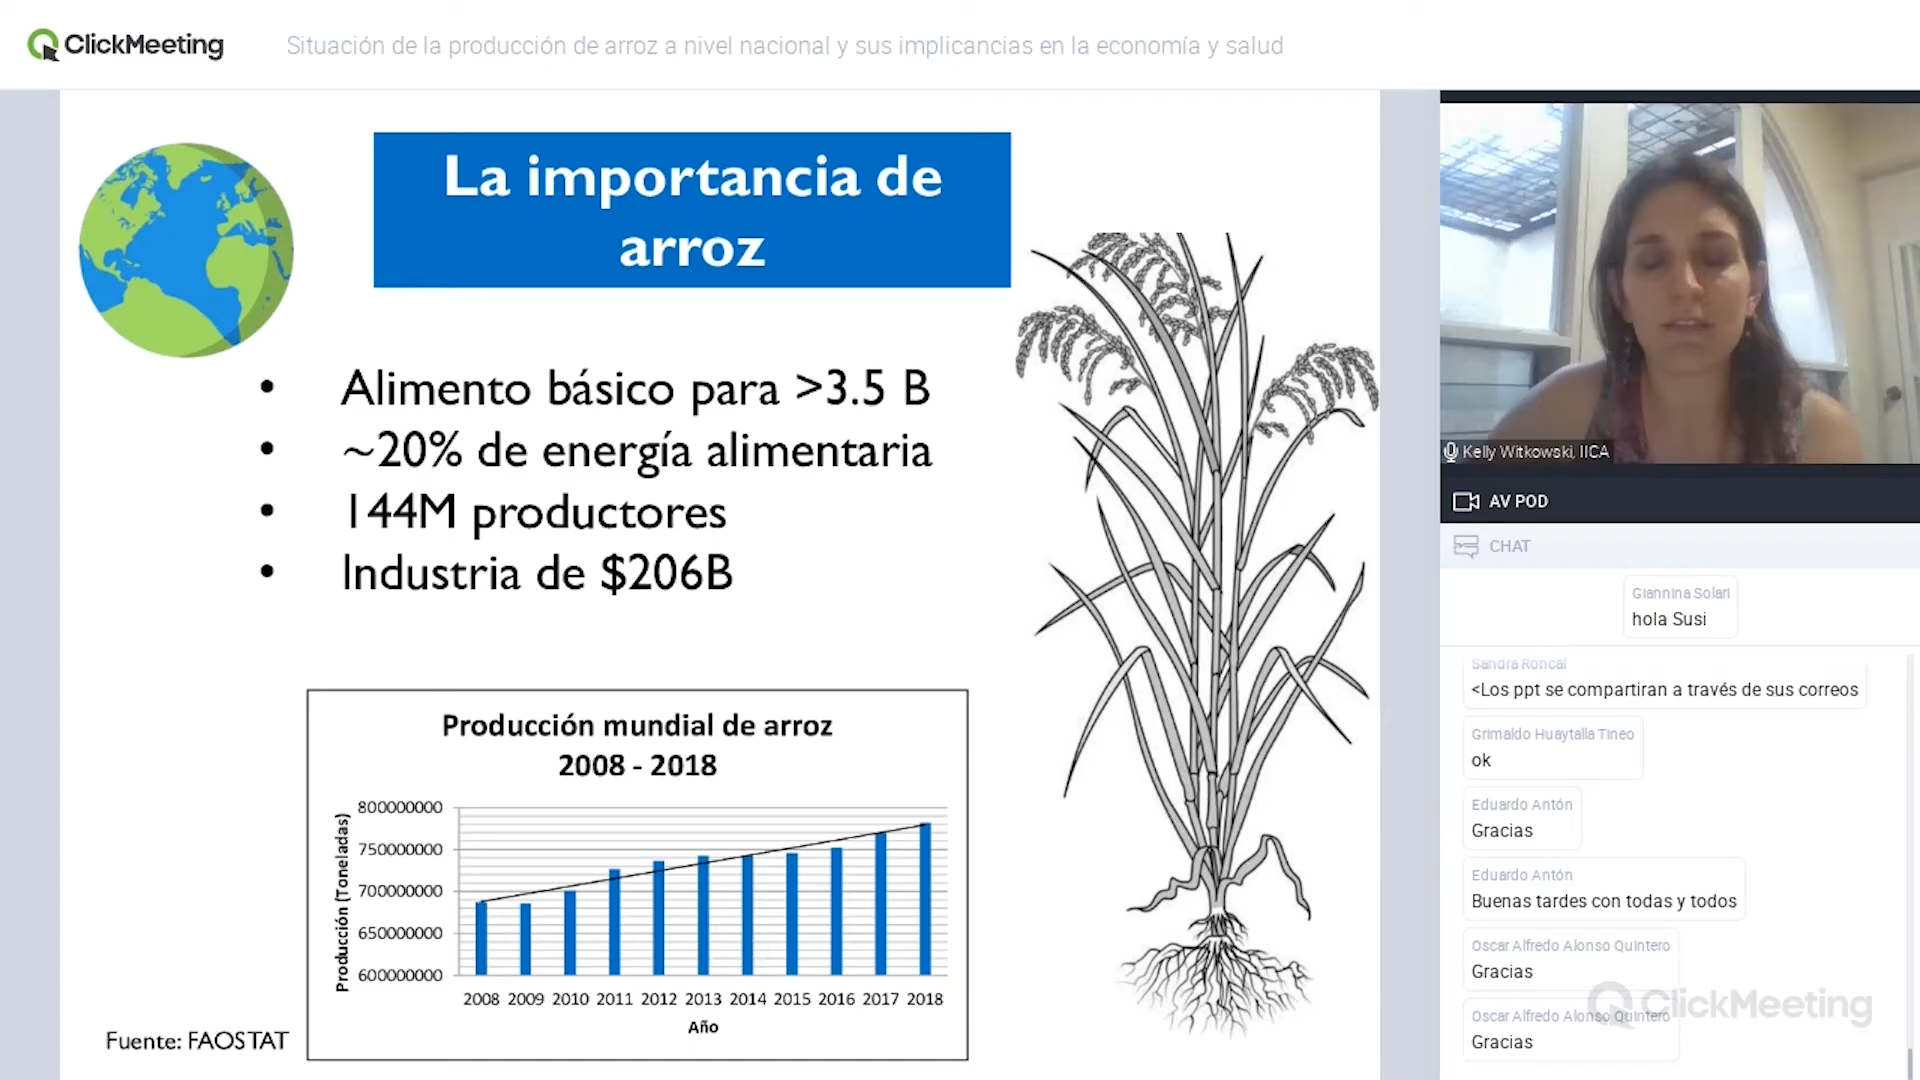 ClickMeeting
Situación de la producción de arroz a nivel nacional y sus implicancias en la economía y salud
La importancia de
arroz
• Alimento básico para >3.5 B
• ~20% de energía alimentaria
• 144M productores
• Industria de $206B
Producción mundial de arroz
2008 - 2018
Producción (Toneladas)
800000000
750000000
700000000
650000000
600000000
2008 2009 2010 2011 2012 2013 2014 2015 2016 2017 2018
Año
Fuente: FAOSTAT
Kelly Witkowski, IICA
AV POD
CHAT
Giannina Solari
hola Susi
Sandra Roncal
<Los ppt se compartiran a través de sus correos
Grimaldo Huaytalla Tineo
ok
Eduardo Antón
Gracias
Eduardo Antón
Buenas tardes con todas y todos
Oscar Alfredo Alonso Quintero
Gracias
Oscar Alfredo Alonso Quintero
Gracias
ClickMeeting